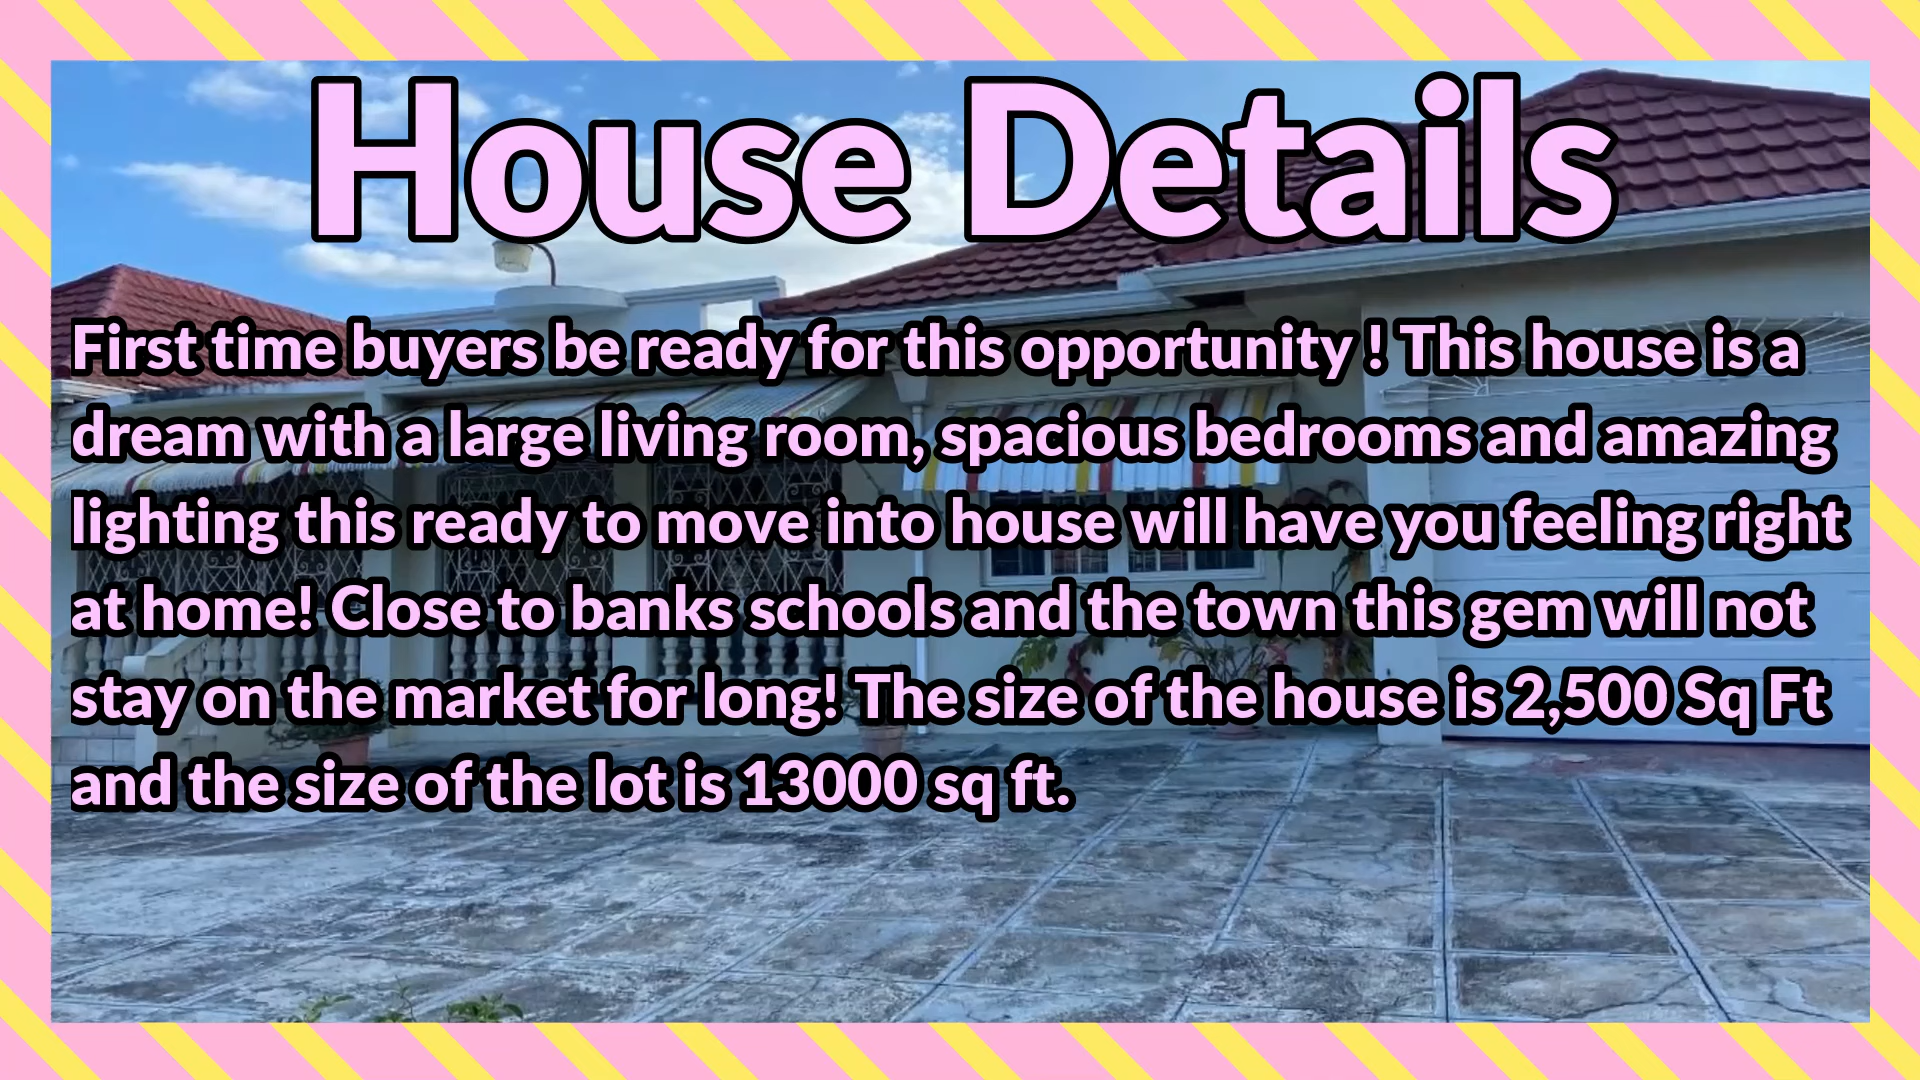 House Details
First time buyers be ready for this opportunity ! This house is a
dream with a large living room, spacious bedrooms and amazing
lighting this ready to move into house will have you feeling right
at home! Close to banks schools and the town this gem will not
stay on the market for long! The size of the house is 2,500 Sq Ft
and the size of the lot is 13000 sq ft.